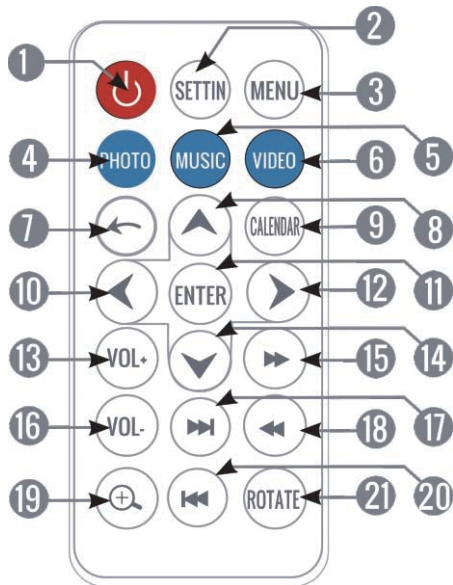 2
1
SETTIN
MENU
3
4
PHOTO
MUSIC
VIDEO
6
5
7
CALENDAR
9
8
10
ENTER
12
11
13
VOL+
15
14
16
VOL-
18
17
19
ROTATE
21
20